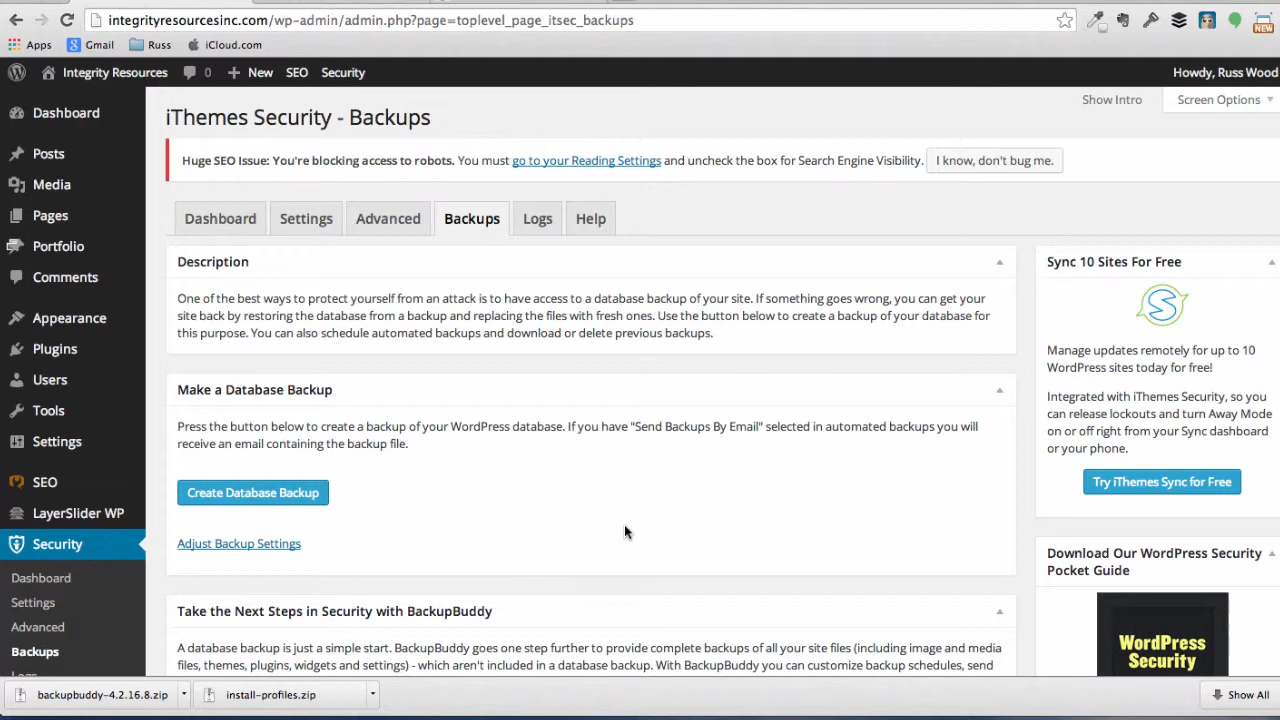 integrityresourcesinc.com/wp-admin/admin.php?page=toplevel_page_itsec_backups
NEW
Apps Gmail Russ iCloud.com
Integrity Resources 0 New SEO Security Howdy, Russ Wood
Dashboard
Posts
Media
Pages
Portfolio
Comments
Appearance
Plugins
Users
Tools
Settings
SEO
LayerSlider WP
Security
Dashboard
Settings
Advanced
Backups
Logs
Show Intro Screen Options
iThemes Security - Backups
Huge SEO Issue: You're blocking access to robots. You must go to your Reading Settings and uncheck the box for Search Engine Visibility. I know, don't bug me.
Dashboard Settings Advanced Backups Logs Help
Description
One of the best ways to protect yourself from an attack is to have access to a database backup of your site. If something goes wrong, you can get your
site back by restoring the database from a backup and replacing the files with fresh ones. Use the button below to create a backup of your database for
this purpose. You can also schedule automated backups and download or delete previous backups.
Make a Database Backup
Press the button below to create a backup of your WordPress database. If you have "Send Backups By Email" selected in automated backups you will
receive an email containing the backup file.
Create Database Backup
Adjust Backup Settings
Take the Next Steps in Security with BackupBuddy
A database backup is just a simple start. BackupBuddy goes one step further to provide complete backups of all your site files (including image and media
files, themes, plugins, widgets and settings) - which aren't included in a database backup. With BackupBuddy you can customize backup schedules, send
Sync 10 Sites For Free
Manage updates remotely for up to 10
WordPress sites today for free!
Integrated with iThemes Security, so you
can release lockouts and turn Away Mode
on or off right from your Sync dashboard
or your phone.
Try iThemes Sync for Free
Download Our WordPress Security
Pocket Guide
WordPress
Security
backupbuddy-4.2.16.8.zip install-profiles.zip Show All